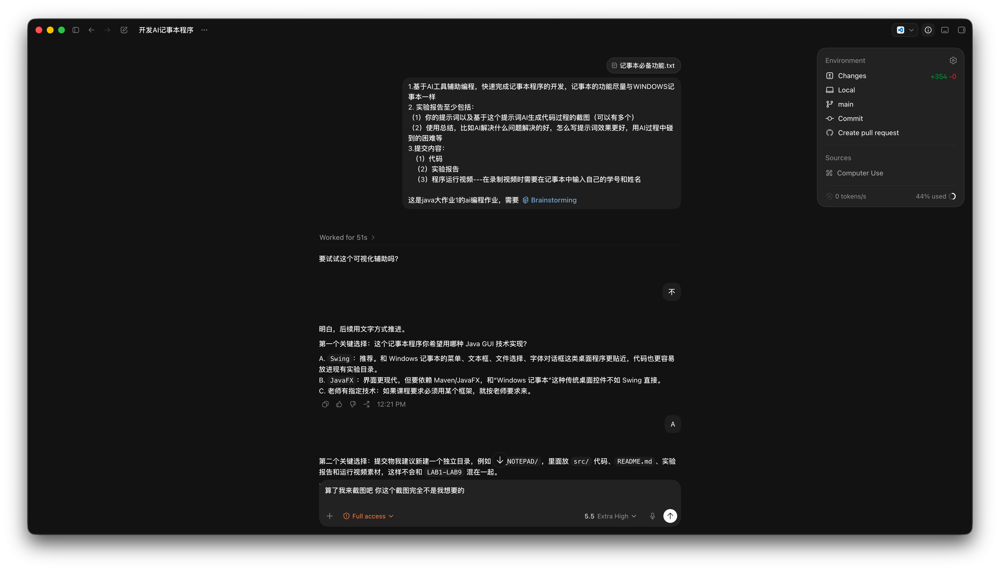 开发AI记事本程序
记事本必备功能.txt
1.基于AI工具辅助编程，快速完成记事本程序的开发，记事本的功能尽量与WINDOWS记
事本一样
2. 实验报告至少包括：
（1）你的提示词以及基于这个提示词AI生成代码过程的截图（可以有多个）
（2）使用总结，比如AI解决什么问题解决的好，怎么写提示词效果更好，用AI过程中碰
到的困难等
3.提交内容：
（1）代码
（2）实验报告
（3）程序运行视频---在录制视频时需要在记事本中输入自己的学号和姓名
这是java大作业1的ai编程作业，需要 Brainstorming
Worked for 51s
要试试这个可视化辅助吗?
不
明白，后续用文字方式推进。
第一个关键选择：这个记事本程序你希望用哪种 Java GUI 技术实现?
A. Swing：推荐。和 Windows 记事本的菜单、文本框、文件选择、字体对话框这类桌面程序更贴近，代码也更容易
放进现有实验目录。
B. JavaFX：界面更现代，但要依赖 Maven/JavaFX，和“Windows 记事本”这种传统桌面控件不如 Swing 直接。
C. 老师有指定技术：如果课程要求必须用某个框架，就按老师要求来。
12:21 PM
A
第二个关键选择：提交物我建议新建一个独立目录，例如 _NOTEPAD/，里面放 src/ 代码、README.md、实验
报告和运行视频素材，这样不会和 LAB1-LAB9 混在一起。
算了我来截图吧 你这个截图完全不是我想要的
Full access
5.5 Extra High
Environment
Changes +354 -0
Local
main
Commit
Create pull request
Sources
Computer Use
0 tokens/s 44% used